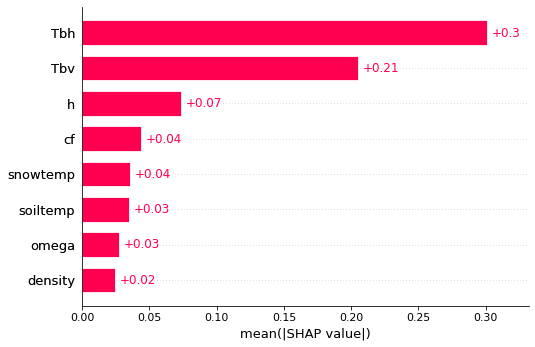 Tbh +0.3
Tbv +0.21
h +0.07
cf +0.04
snowtemp +0.04
soiltemp +0.03
omega +0.03
density +0.02
0.00 0.05 0.10 0.15 0.20 0.25 0.30
mean(|SHAP value|)